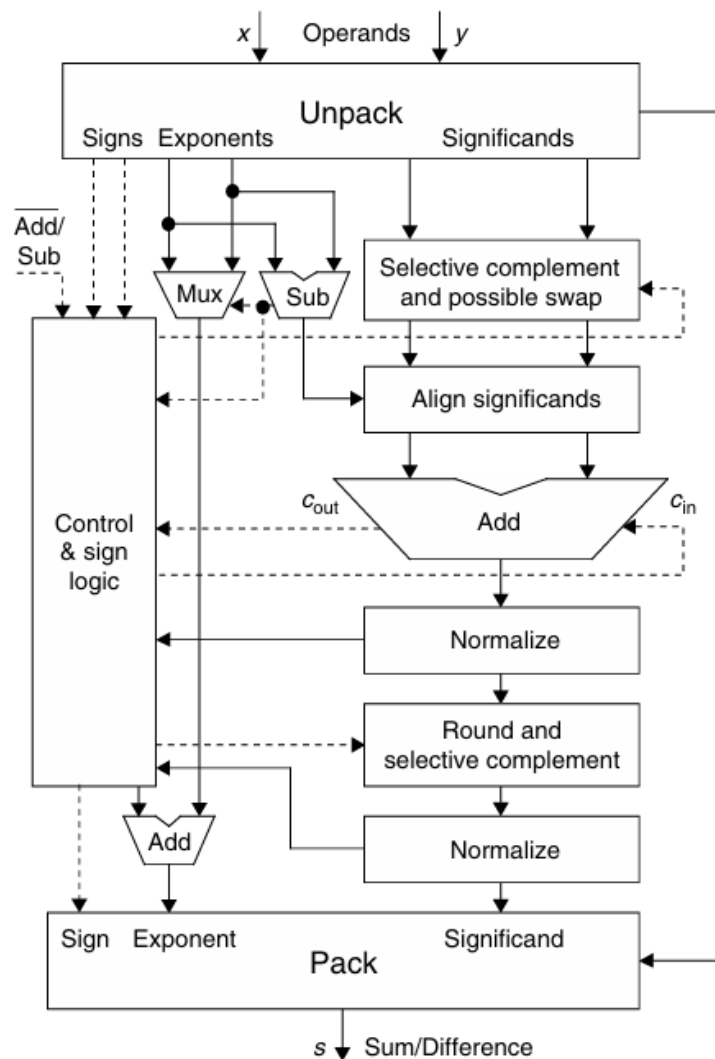 x Operands y
Unpack
Signs Exponents Significands
Add/
Sub
Mux Sub
Selective complement
and possible swap
Align significands
cout cin
Add
Control
& sign
logic
Normalize
Round and
selective complement
Add
Normalize
Sign Exponent Significand
Pack
s Sum/Difference